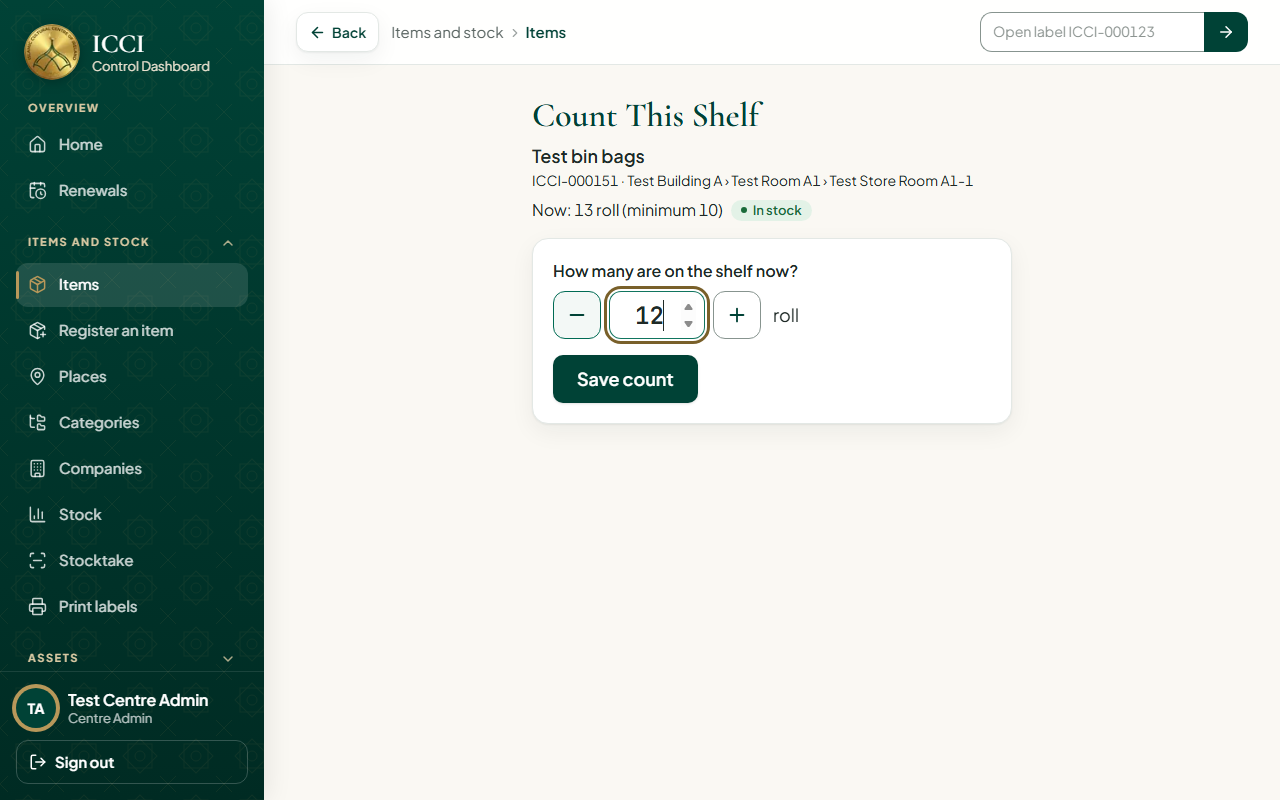 ICCI
Control Dashboard
OVERVIEW
Home
Renewals
ITEMS AND STOCK
Items
Register an item
Places
Categories
Companies
Stock
Stocktake
Print labels
ASSETS
TA
Test Centre Admin
Centre Admin
Sign out
Back
Items and stock › Items
Open label ICCI-000123
Count This Shelf
Test bin bags
ICCI-000151 · Test Building A › Test Room A1 › Test Store Room A1-1
Now: 13 roll (minimum 10)
In stock
How many are on the shelf now?
− 12 + roll
Save count